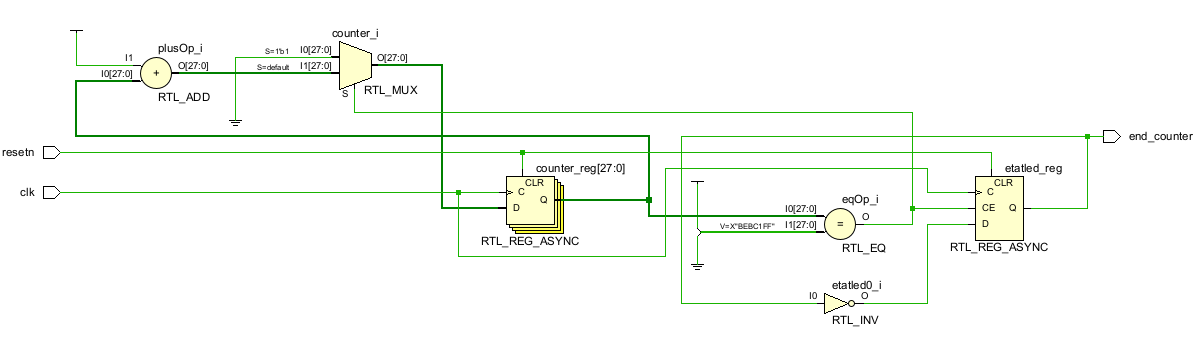 counter_i
plusOp_i
S=1'b1 I0[27:0]
I1 O[27:0] S=default I1[27:0] O[27:0]
I0[27:0] +
RTL_ADD S RTL_MUX
end_counter
resetn
counter_reg[27:0] etatled_reg
CLR CLR
clk C Q C
D CE Q
D
RTL_REG_ASYNC RTL_REG_ASYNC
eqOp_i
I0[27:0] O
V=X"BEBC1FF" I1[27:0] =
RTL_EQ
etatled0_i
I0 O
RTL_INV